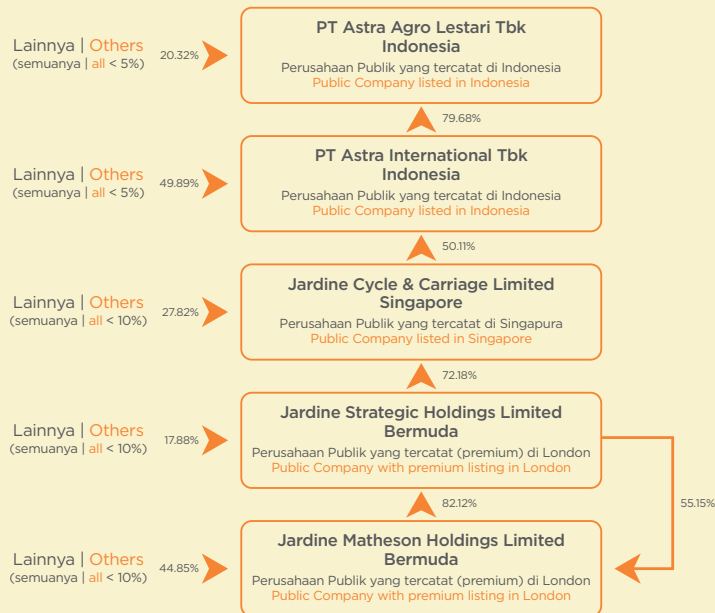 Lainnya | Others
(semuanya | all < 5%)
20.32%
PT Astra Agro Lestari Tbk
Indonesia
Perusahaan Publik yang tercatat di Indonesia
Public Company listed in Indonesia
79.68%
Lainnya | Others
(semuanya | all < 5%)
49.89%
PT Astra International Tbk
Indonesia
Perusahaan Publik yang tercatat di Indonesia
Public Company listed in Indonesia
50.11%
Lainnya | Others
(semuanya | all < 10%)
27.82%
Jardine Cycle & Carriage Limited
Singapore
Perusahaan Publik yang tercatat di Singapura
Public Company listed in Singapore
72.18%
Lainnya | Others
(semuanya | all < 10%)
17.88%
Jardine Strategic Holdings Limited
Bermuda
Perusahaan Publik yang tercatat (premium) di London
Public Company with premium listing in London
82.12%
55.15%
Lainnya | Others
(semuanya | all < 10%)
44.85%
Jardine Matheson Holdings Limited
Bermuda
Perusahaan Publik yang tercatat (premium) di London
Public Company with premium listing in London